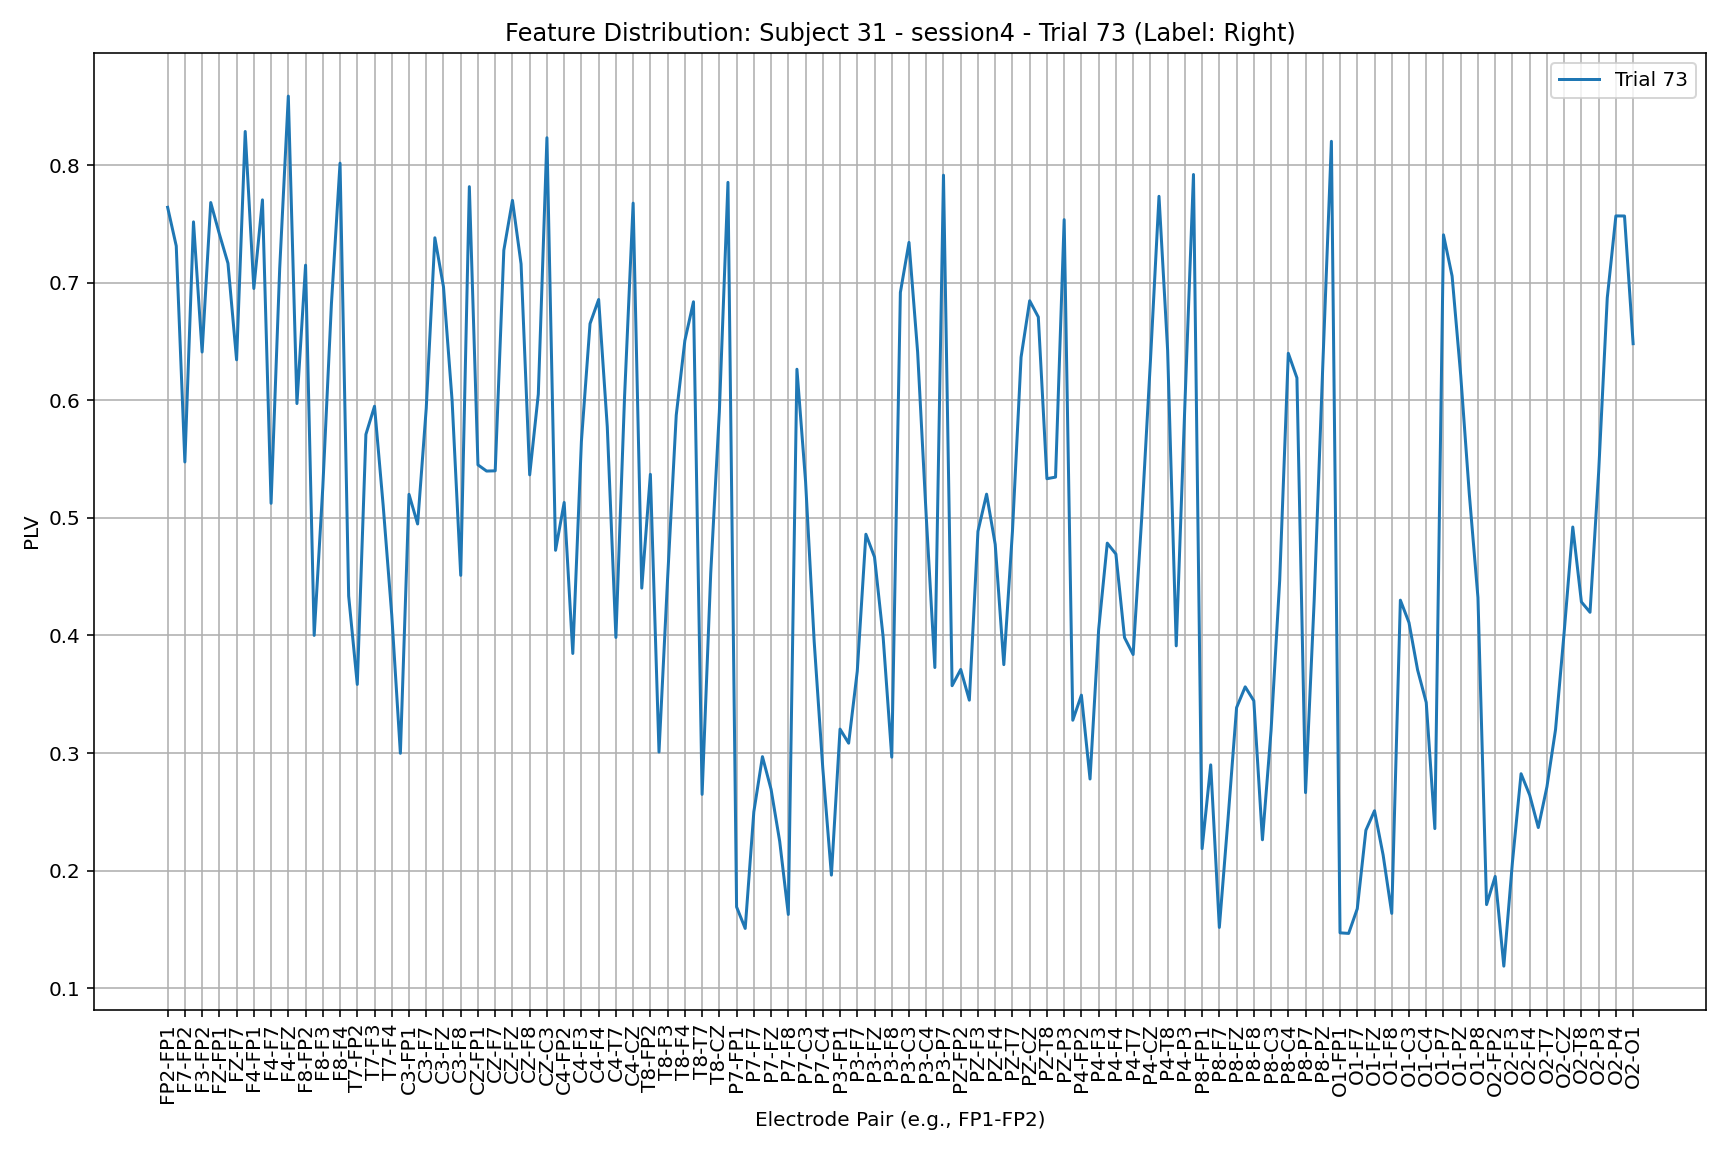 Feature Distribution: Subject 31 - session4 - Trial 73 (Label: Right)
Trial 73
PLV
0.8
0.7
0.6
0.5
0.4
0.3
0.2
0.1
FP2-FP1
F7-FP2
F3-FP2
FZ-FP1
FZ-F7
F4-FP1
F4-F7
F4-FZ
F8-FP2
F8-F3
F8-F4
T7-FP2
T7-F3
T7-F4
C3-FP1
C3-F7
C3-FZ
C3-F8
CZ-FP1
CZ-F7
CZ-FZ
CZ-F8
CZ-C3
C4-FP2
C4-F3
C4-F4
C4-T7
C4-CZ
T8-FP2
T8-F3
T8-F4
T8-T7
T8-CZ
P7-FP1
P7-F7
P7-FZ
P7-F8
P7-C3
P7-C4
P3-FP1
P3-F7
P3-FZ
P3-F8
P3-C3
P3-C4
P3-P7
PZ-FP2
PZ-F3
PZ-F4
PZ-T7
PZ-CZ
PZ-T8
PZ-P3
P4-FP2
P4-F3
P4-F4
P4-T7
P4-CZ
P4-T8
P4-P3
P8-FP1
P8-F7
P8-FZ
P8-F8
P8-C3
P8-C4
P8-P7
P8-PZ
O1-FP1
O1-F7
O1-FZ
O1-F8
O1-C3
O1-C4
O1-P7
O1-PZ
O1-P8
O2-FP2
O2-F3
O2-F4
O2-T7
O2-CZ
O2-T8
O2-P3
O2-P4
O2-O1
Electrode Pair (e.g., FP1-FP2)